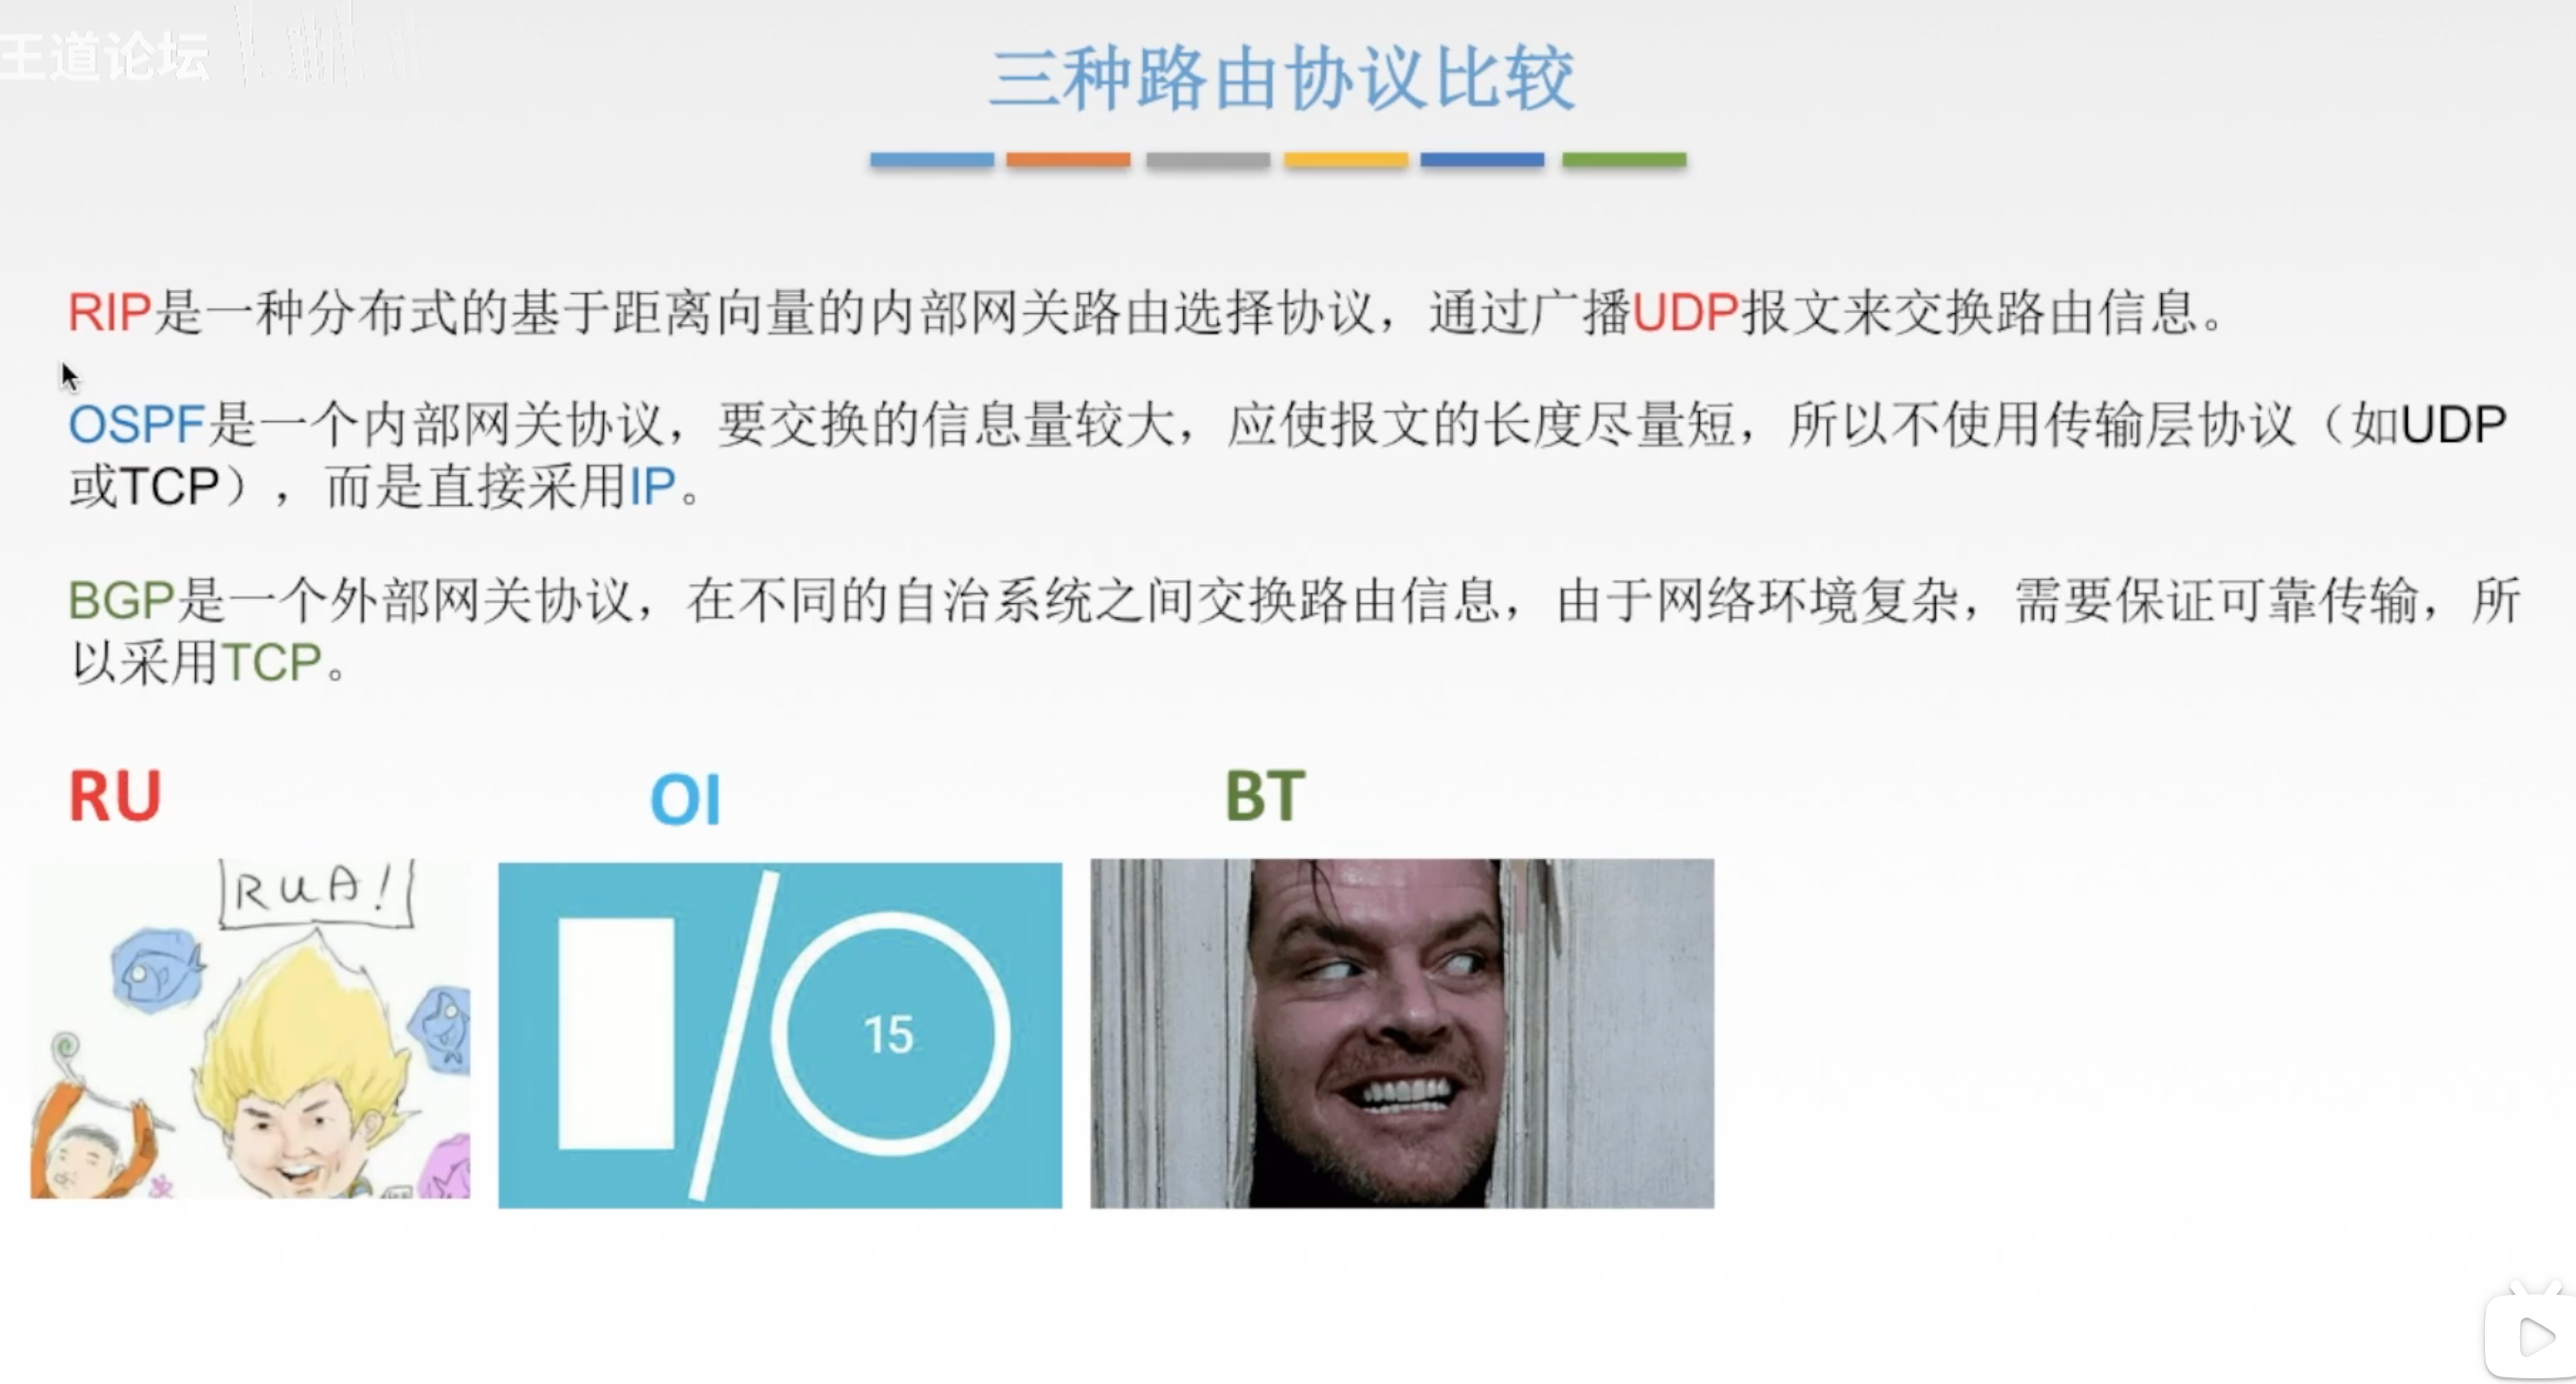 王道论坛
三种路由协议比较
RIP是一种分布式的基于距离向量的内部网关路由选择协议，通过广播UDP报文来交换路由信息。
OSPF是一个内部网关协议，要交换的信息量较大，应使报文的长度尽量短，所以不使用传输层协议（如UDP
或TCP），而是直接采用IP。
BGP是一个外部网关协议，在不同的自治系统之间交换路由信息，由于网络环境复杂，需要保证可靠传输，所
以采用TCP。
RU
OI
BT
RUA!
15